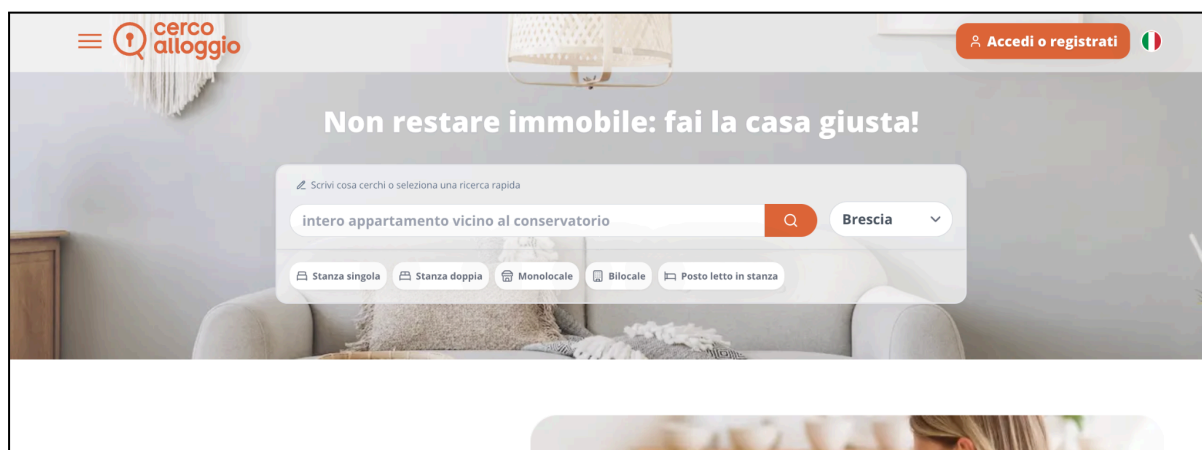 cerco
alloggio
Accedi o registrati
Non restare immobile: fai la casa giusta!
Scrivi cosa cerchi o seleziona una ricerca rapida
intero appartamento vicino al conservatorio
Brescia
Stanza singola Stanza doppia Monolocale Bilocale Posto letto in stanza